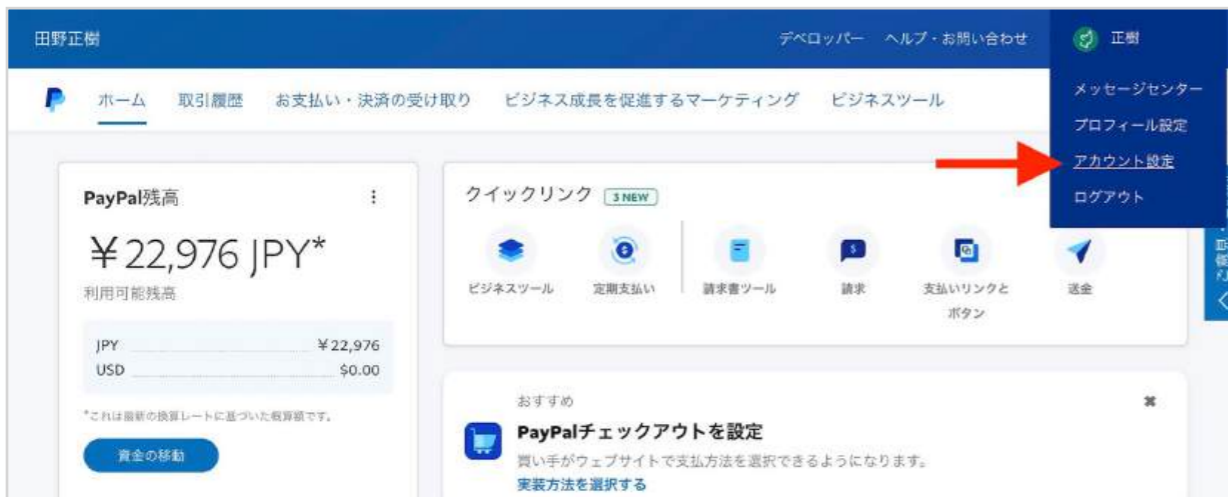 田野正樹
デベロッパー ヘルプ・お問い合わせ 正樹
メッセージセンター
プロフィール設定
アカウント設定
ログアウト
ホーム 取引履歴 お支払い・決済の受け取り ビジネス成長を促進するマーケティング ビジネスツール
PayPal残高
¥22,976 JPY*
利用可能残高
JPY ¥22,976
USD $0.00
*これは最新の換算レートに基づいた概算額です。
資金の移動
クイックリンク 3 NEW
ビジネスツール 定期支払い 請求書ツール 請求 支払いリンクと 送金
ボタン
おすすめ
PayPalチェックアウトを設定
買い手がウェブサイトで支払方法を選択できるようになります。
実装方法を選択する